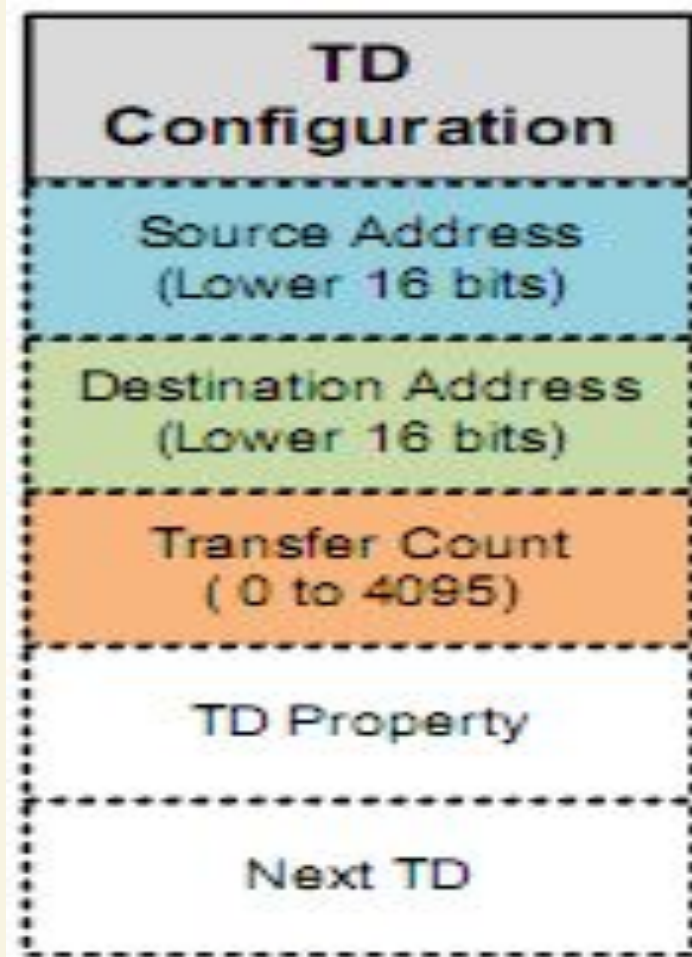 TD
Configuration
Source Address
(Lower 16 bits)
Destination Address
(Lower 16 bits)
Transfer Count
( 0 to 4095)
TD Property
Next TD